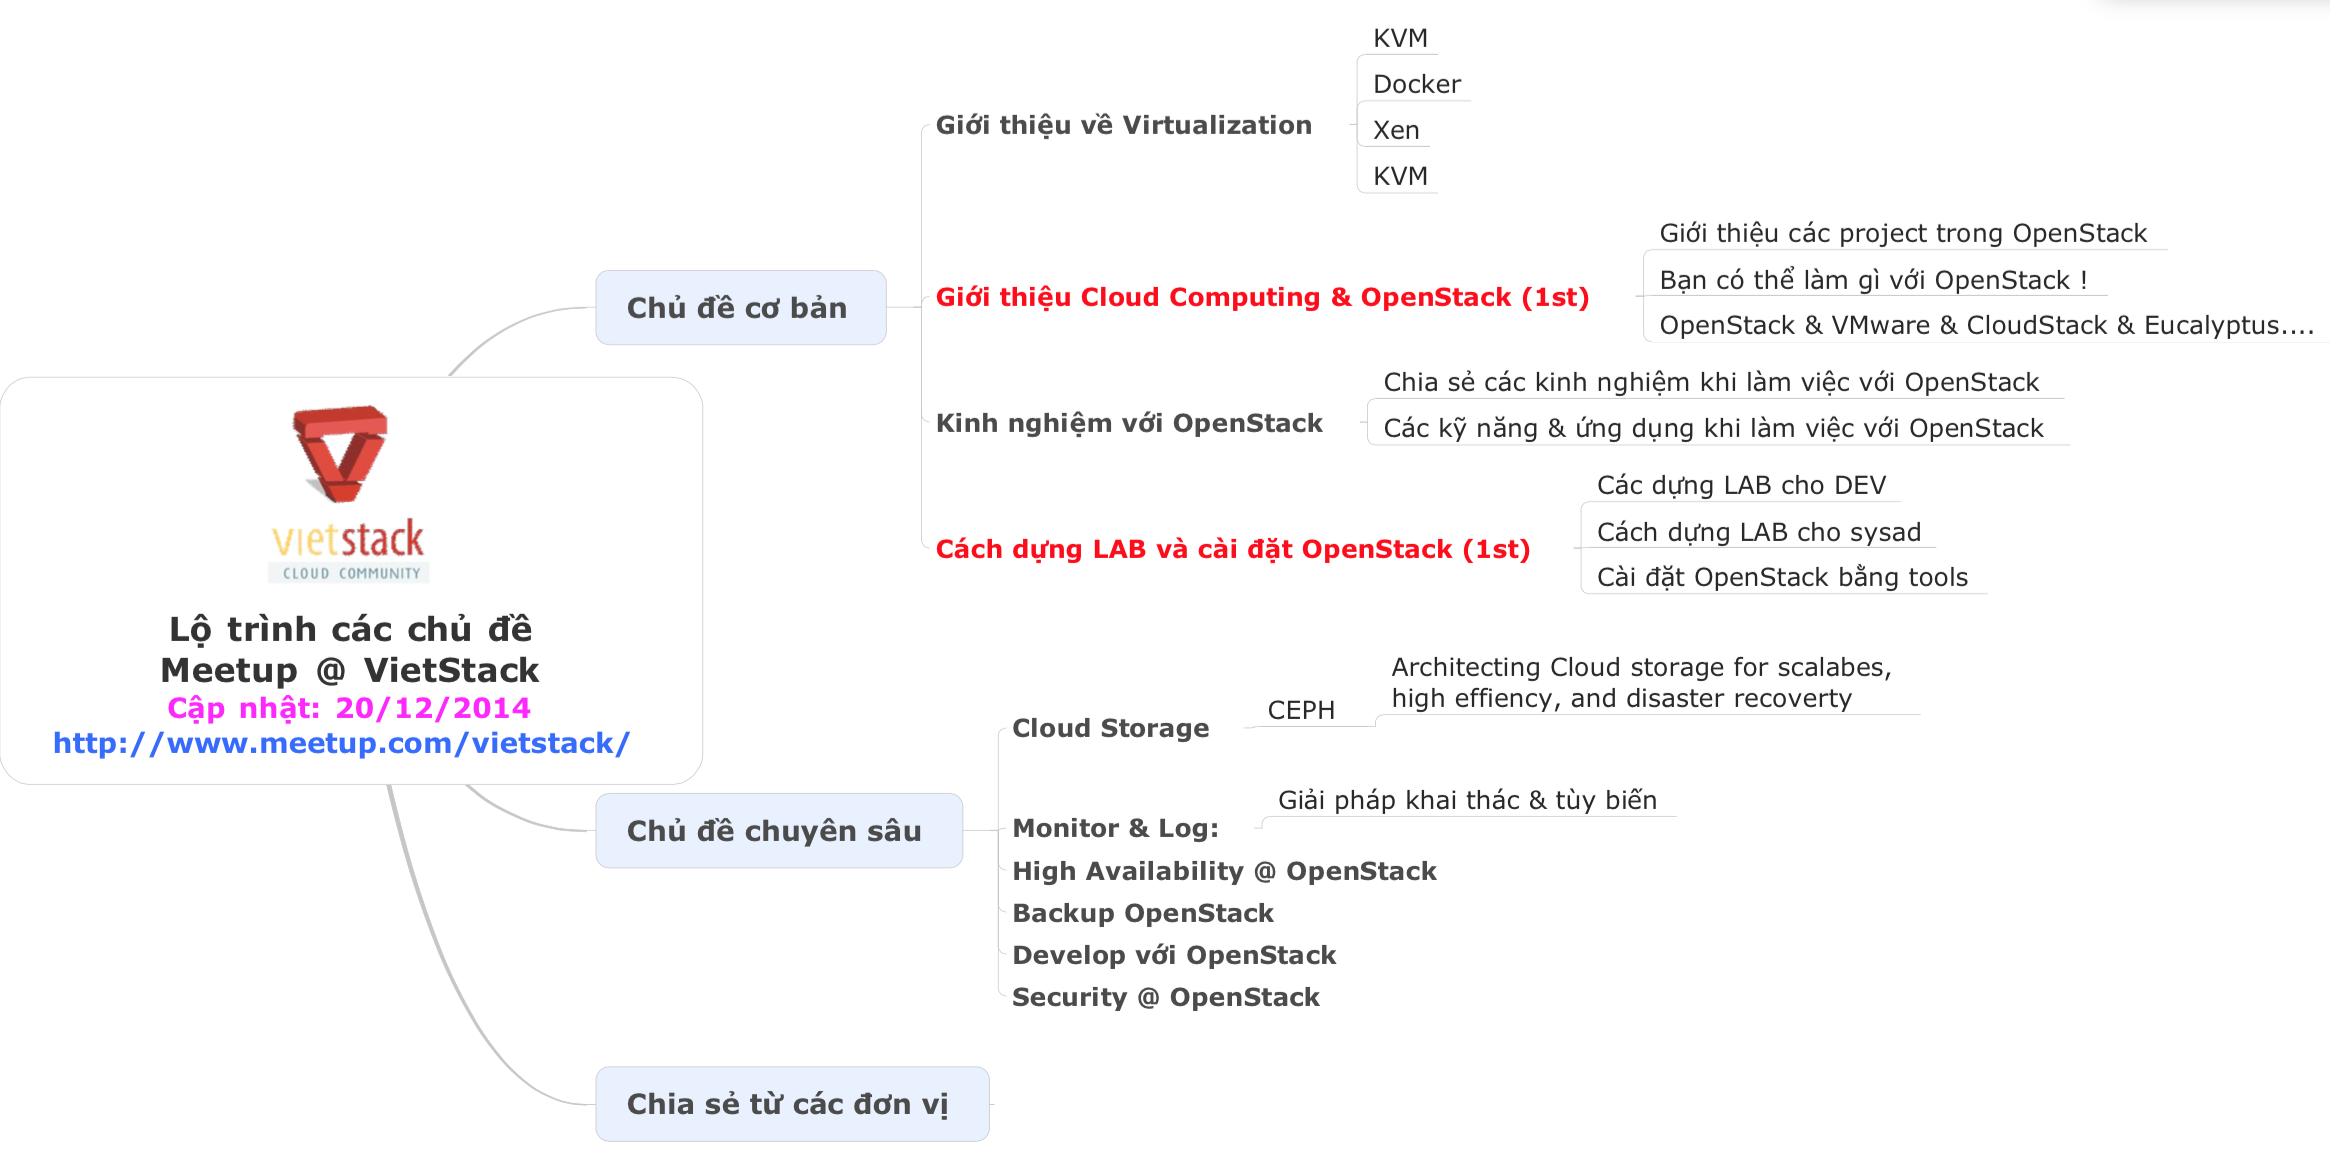 vietstack
CLOUD COMMUNITY
Lộ trình các chủ đề
Meetup @ VietStack
Cập nhật: 20/12/2014
http://www.meetup.com/vietstack/
Chủ đề cơ bản
Giới thiệu về Virtualization
KVM
Docker
Xen
KVM
Giới thiệu Cloud Computing & OpenStack (1st)
Giới thiệu các project trong OpenStack
Bạn có thể làm gì với OpenStack !
OpenStack & VMware & CloudStack & Eucalyptus....
Kinh nghiệm với OpenStack
Chia sẻ các kinh nghiệm khi làm việc với OpenStack
Các kỹ năng & ứng dụng khi làm việc với OpenStack
Cách dựng LAB và cài đặt OpenStack (1st)
Các dựng LAB cho DEV
Cách dựng LAB cho sysad
Cài đặt OpenStack bằng tools
Chủ đề chuyên sâu
Cloud Storage
CEPH
Architecting Cloud storage for scalabes,
high effiency, and disaster recoverty
Monitor & Log:
Giải pháp khai thác & tùy biến
High Availability @ OpenStack
Backup OpenStack
Develop với OpenStack
Security @ OpenStack
Chia sẻ từ các đơn vị